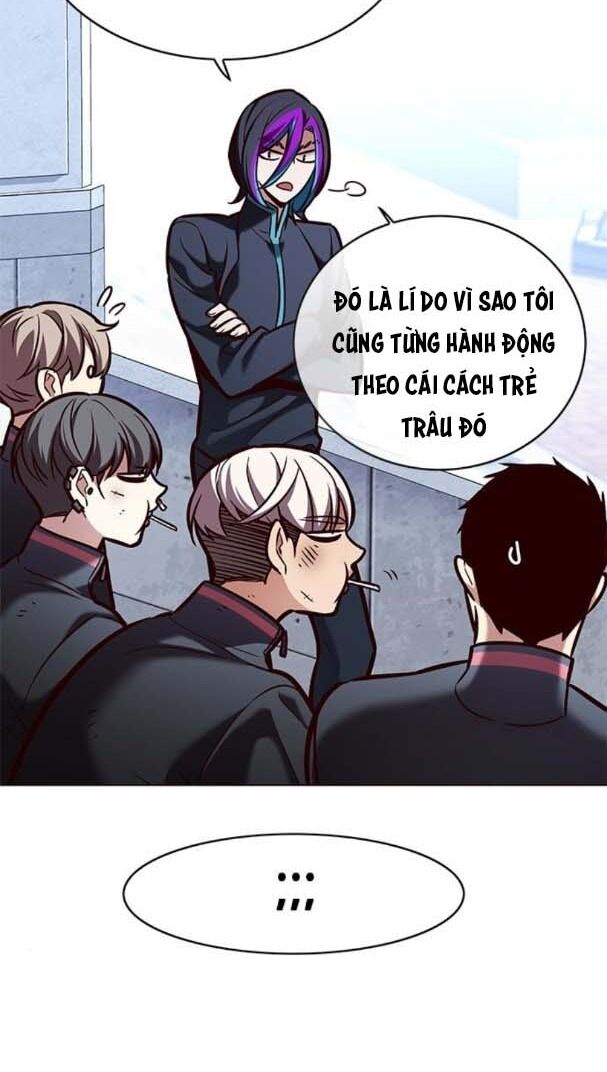 ĐÓ LÀ LÍ DO VÌ SAO TÔI
CŨNG TỪNG HÀNH ĐỘNG
THEO CÁI CÁCH TRẺ
TRÂU ĐÓ
;;;